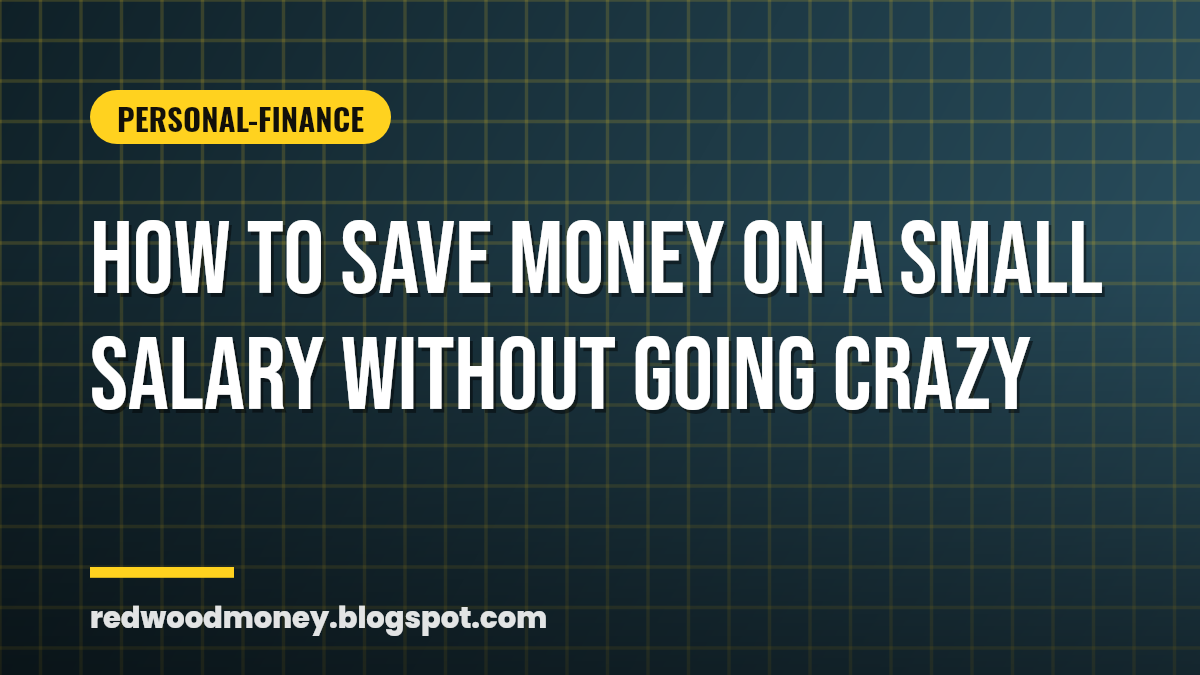 PERSONAL-FINANCE
HOW TO SAVE MONEY ON A SMALL
SALARY WITHOUT GOING CRAZY
redwoodmoney.blogspot.com